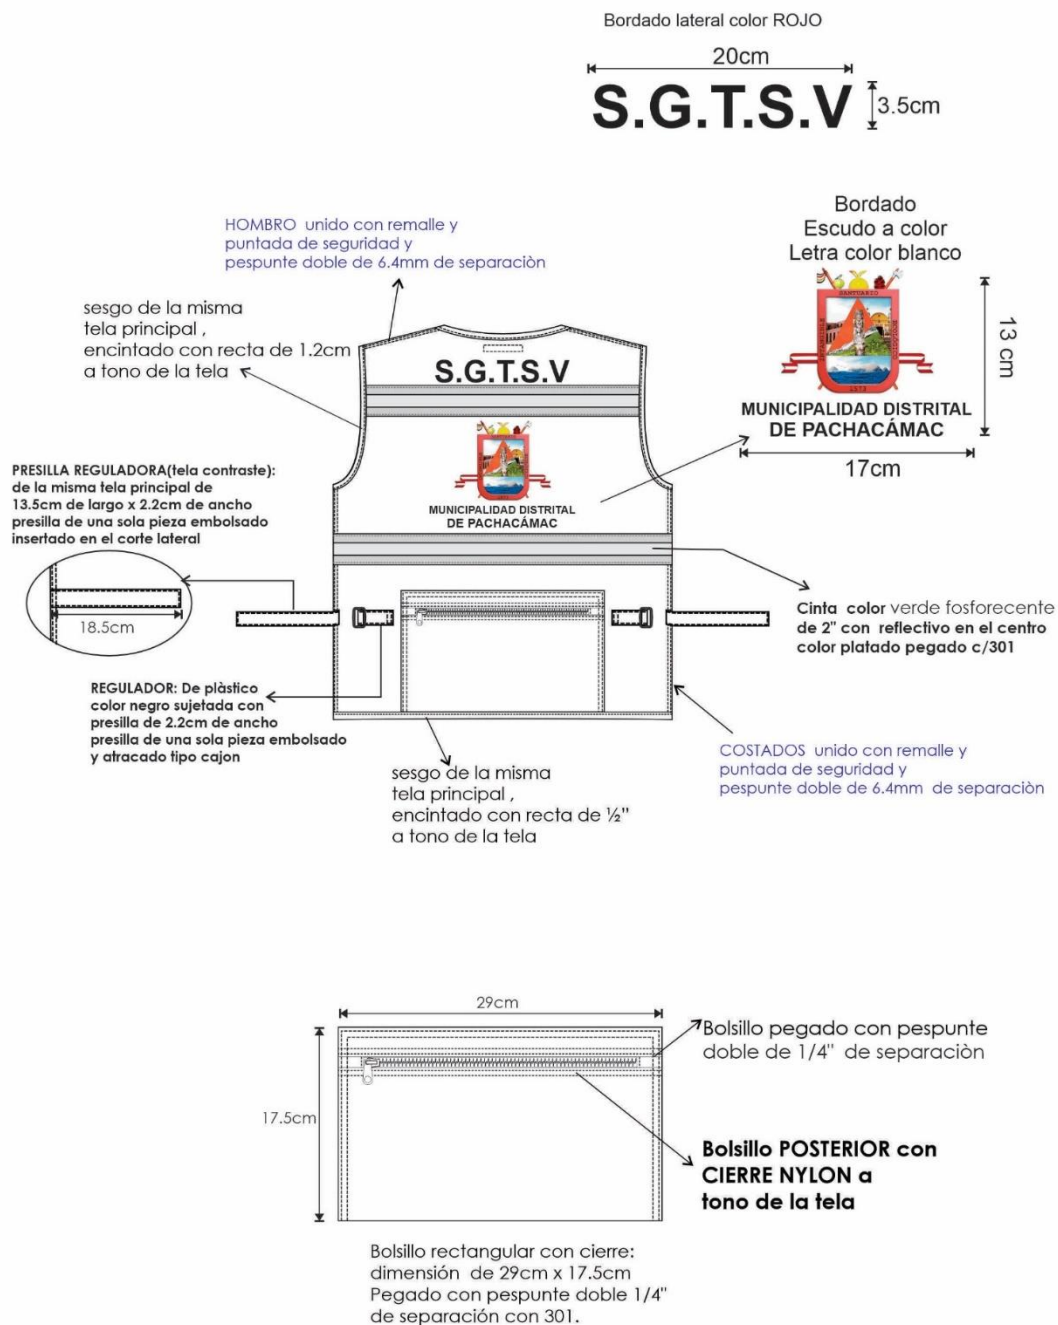 Bordado lateral color ROJO
20cm
S.G.T.S.V
3.5cm
HOMBRO unido con remalle y
puntada de seguridad y
pespunte doble de 6.4mm de separaciòn
Bordado
Escudo a color
Letra color blanco
SANTUARIO
1573
MUNICIPALIDAD DISTRITAL
DE PACHACÁMAC
13 cm
17cm
sesgo de la misma
tela principal ,
encintado con recta de 1.2cm
a tono de la tela
S.G.T.S.V
MUNICIPALIDAD DISTRITAL
DE PACHACÁMAC
PRESILLA REGULADORA(tela contraste):
de la misma tela principal de
13.5cm de largo x 2.2cm de ancho
presilla de una sola pieza embolsado
insertado en el corte lateral
18.5cm
Cinta color verde fosforecente
de 2" con reflectivo en el centro
color platado pegado c/301
REGULADOR: De plàstico
color negro sujetada con
presilla de 2.2cm de ancho
presilla de una sola pieza embolsado
y atracado tipo cajon
sesgo de la misma
tela principal ,
encintado con recta de ½"
a tono de la tela
COSTADOS unido con remalle y
puntada de seguridad y
pespunte doble de 6.4mm de separaciòn
29cm
17.5cm
Bolsillo pegado con pespunte
doble de 1/4" de separaciòn
Bolsillo POSTERIOR con
CIERRE NYLON a
tono de la tela
Bolsillo rectangular con cierre:
dimensión de 29cm x 17.5cm
Pegado con pespunte doble 1/4"
de separación con 301.